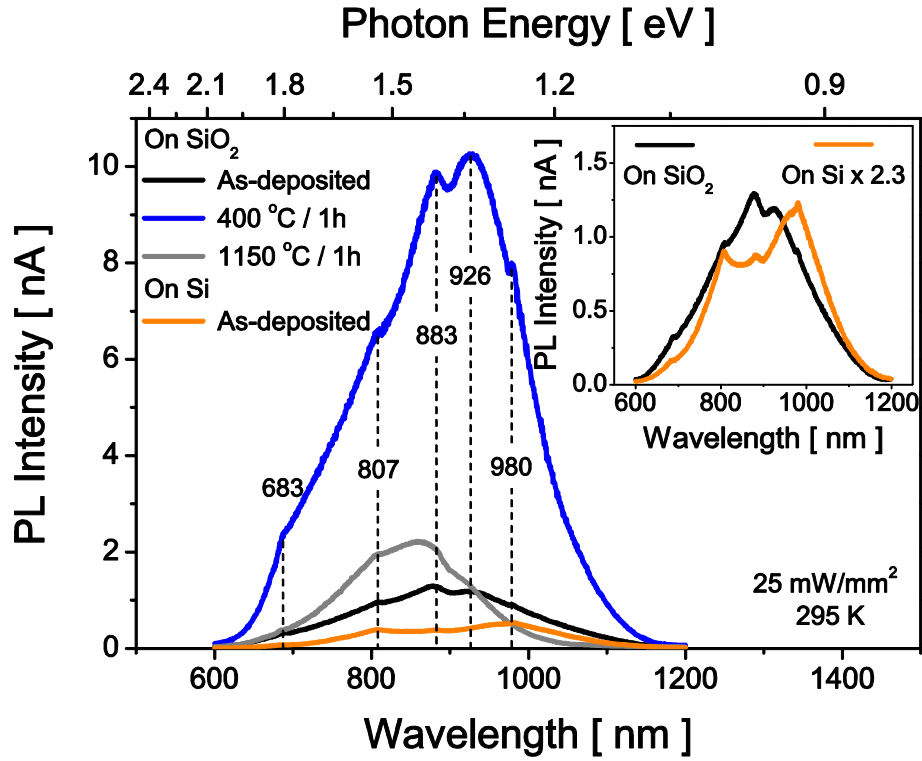 Photon Energy [ eV ]
2.4 2.1 1.8 1.5 1.2 0.9
PL Intensity [ nA ]
10
8
6
4
2
0
On SiO2
As-deposited
400 °C / 1h
1150 °C / 1h
On Si
As-deposited
683
807
883
926
980
25 mW/mm²
295 K
600 800 1000 1200 1400
Wavelength [ nm ]
PL Intensity [ nA ]
1.5
1.0
0.5
0.0
On SiO2
On Si x 2.3
600 800 1000 1200
Wavelength [ nm ]